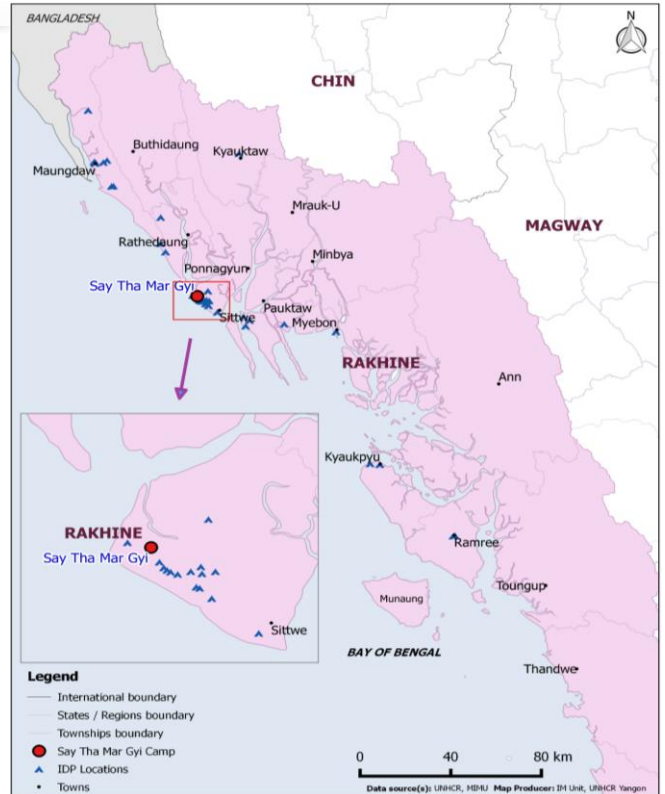 BANGLADESH
N
CHIN
Buthidaung
Kyauktaw
Maungdaw
Mrauk-U
MAGWAY
Rathedaung
Minbya
Ponnagyun
Say Tha Mar Gyi
Pauktaw
Sittwe
Myebon
RAKHINE
Ann
Kyaukpyu
RAKHINE
Say Tha Mar Gyi
Ramree
Toungup
Munaung
Sittwe
BAY OF BENGAL
Thandwe
Legend
International boundary
States / Regions boundary
Townships boundary
Say Tha Mar Gyi Camp
IDP Locations
Towns
0 40 80 km
Data source(s): UNHCR, MIMU Map Producer: IM Unit, UNHCR Yangon